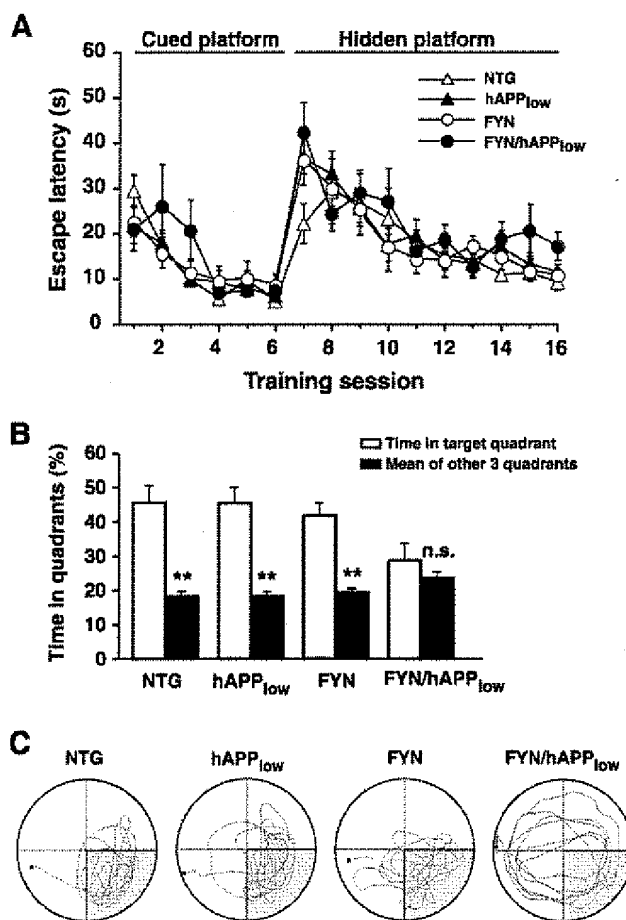 A
Cued platform Hidden platform
60
50
40
30
20
10
0
Escape latency (s)
NTG
hAPPlow
FYN
FYN/hAPPlow
2 4 6 8 10 12 14 16
Training session
B
60
50
40
30
20
10
0
Time in quadrants (%)
Time in target quadrant
Mean of other 3 quadrants
** ** ** n.s.
NTG hAPPlow FYN FYN/hAPPlow
C
NTG hAPPlow FYN FYN/hAPPlow